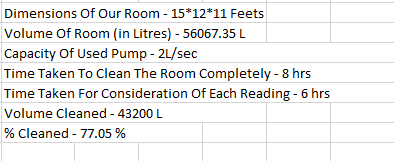 Dimensions Of Our Room - 15*12*11 Feets
Volume Of Room (in Litres) - 56067.35 L
Capacity Of Used Pump - 2L/sec
Time Taken To Clean The Room Completely - 8 hrs
Time Taken For Consideration Of Each Reading - 6 hrs
Volume Cleaned - 43200 L
% Cleaned - 77.05 %